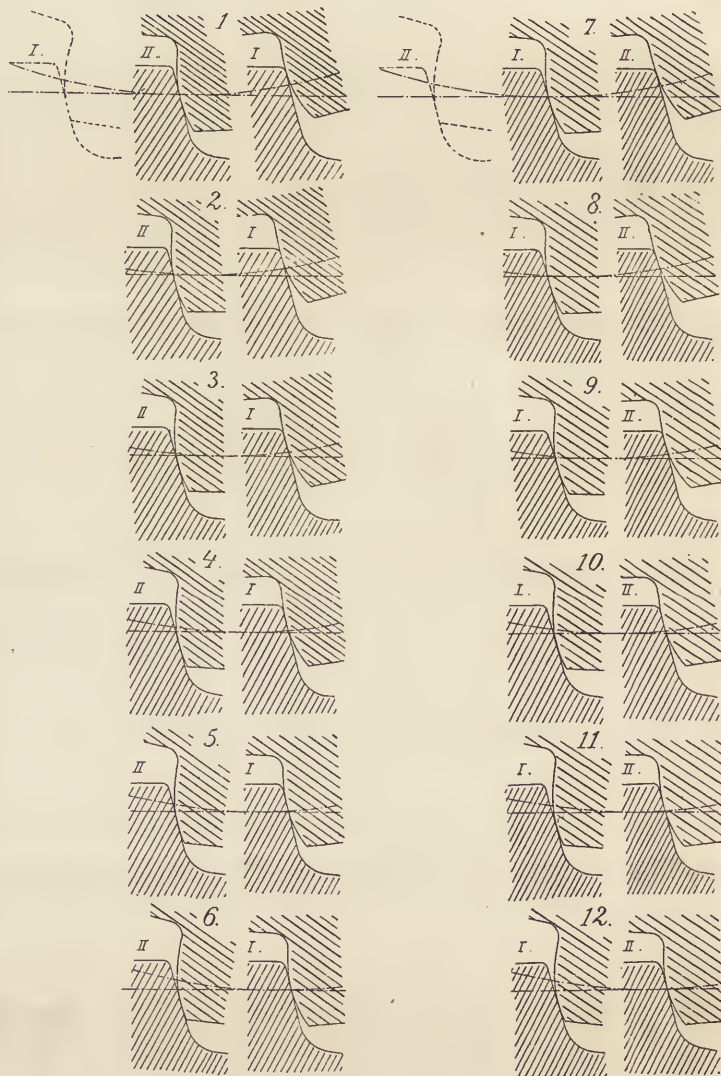 I. II. 1 I
II. I. 7. II.
II 2. I
I. 8. II.
II 3. I
I. 9. II.
II 4. I
I. 10. II.
II 5. I
I. 11. II.
II 6. I
I. 12. II.